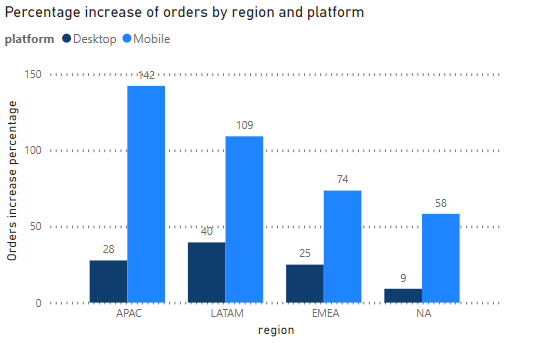 Percentage increase of orders by region and platform
platform Desktop Mobile
Orders increase percentage
150
100
50
0
28
142
40
109
25
74
9
58
APAC
LATAM
EMEA
NA
region